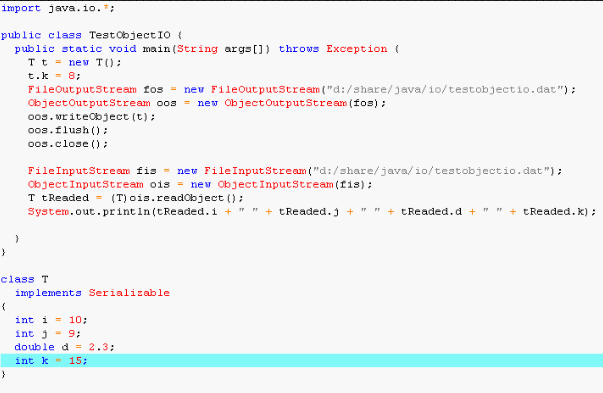 import java.io.*;

public class TestObjectIO {
  public static void main(String args[]) throws Exception {
    T t = new T();
    t.k = 8;
    FileOutputStream fos = new FileOutputStream("d:/share/java/io/testobjectio.dat");
    ObjectOutputStream oos = new ObjectOutputStream(fos);
    oos.writeObject(t);
    oos.flush();
    oos.close();

    FileInputStream fis = new FileInputStream("d:/share/java/io/testobjectio.dat");
    ObjectInputStream ois = new ObjectInputStream(fis);
    T tReaded = (T)ois.readObject();
    System.out.println(tReaded.i + " " + tReaded.j + " " + tReaded.d + " " + tReaded.k);

  }
}

class T
  implements Serializable
{
  int i = 10;
  int j = 9;
  double d = 2.3;
  int k = 15;
}